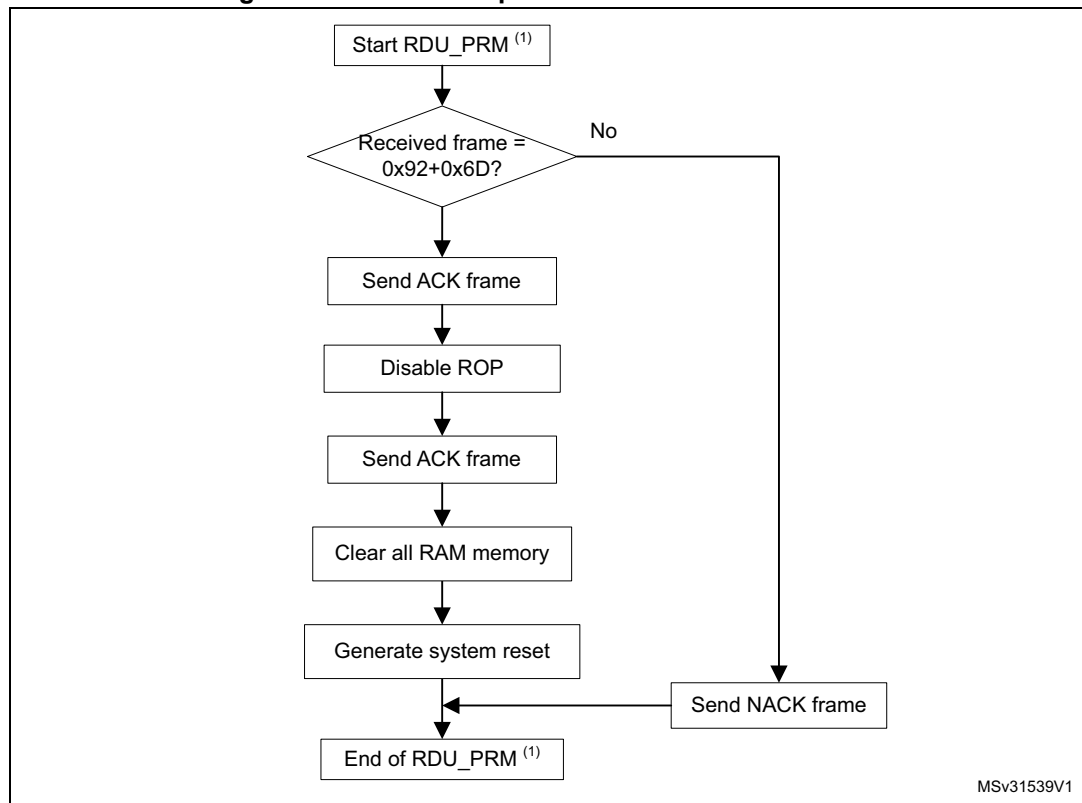 Start RDU_PRM (1)
Received frame =
0x92+0x6D?
No
Send ACK frame
Disable ROP
Send ACK frame
Clear all RAM memory
Generate system reset
Send NACK frame
End of RDU_PRM (1)
MSv31539V1